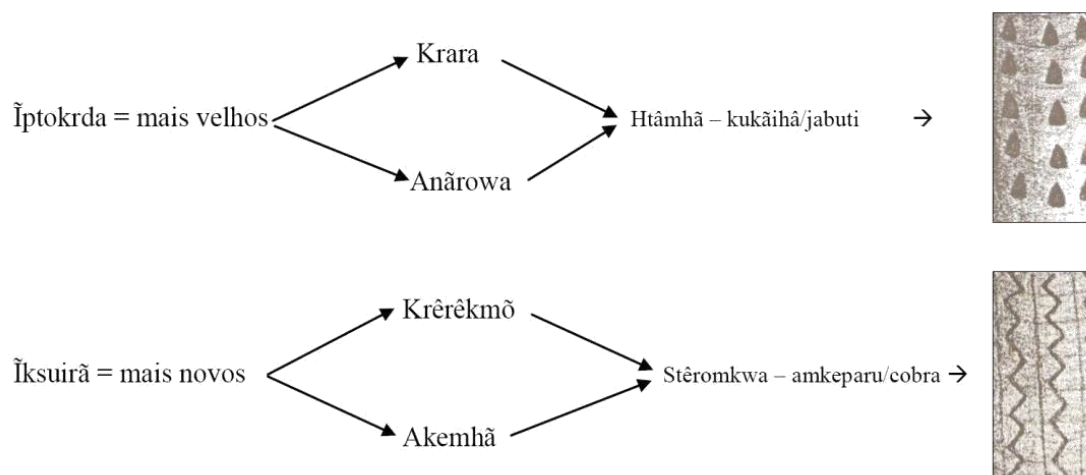 Krara
Ĩptokrda = mais velhos
Htâmhã – kukãihâ/jabuti →
Anãrowa
Krêrêkmõ
Ĩksuirã = mais novos
Stêromkwa – amkeparu/cobra →
Akemhã